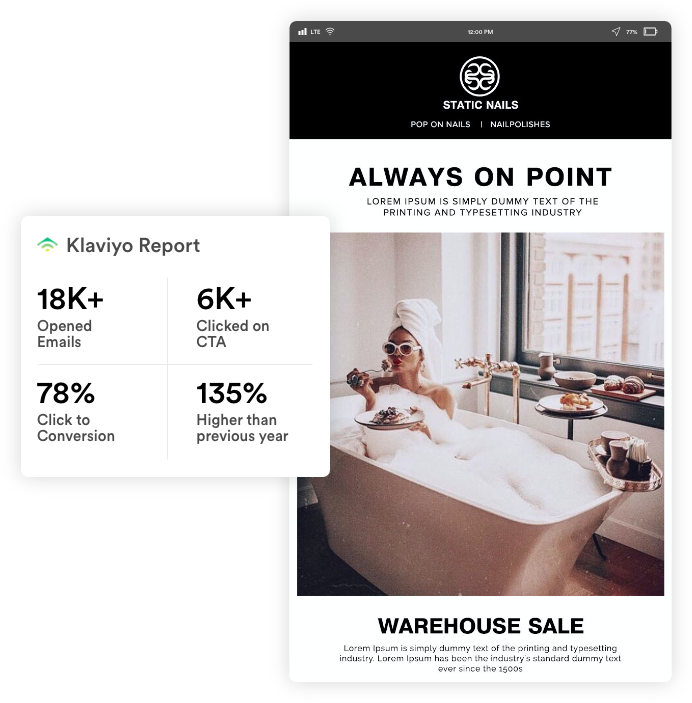 LTE
12:00 PM
77%
STATIC NAILS
POP ON NAILS | NAILPOLISHES
ALWAYS ON POINT
LOREM IPSUM IS SIMPLY DUMMY TEXT OF THE
PRINTING AND TYPESETTING INDUSTRY
Klaviyo Report
18K+
Opened
Emails
6K+
Clicked on
CTA
78%
Click to
Conversion
135%
Higher than
previous year
WAREHOUSE SALE
Lorem Ipsum is simply dummy text of the printing and typesetting
industry. Lorem Ipsum has been the industry's standard dummy text
ever since the 1500s